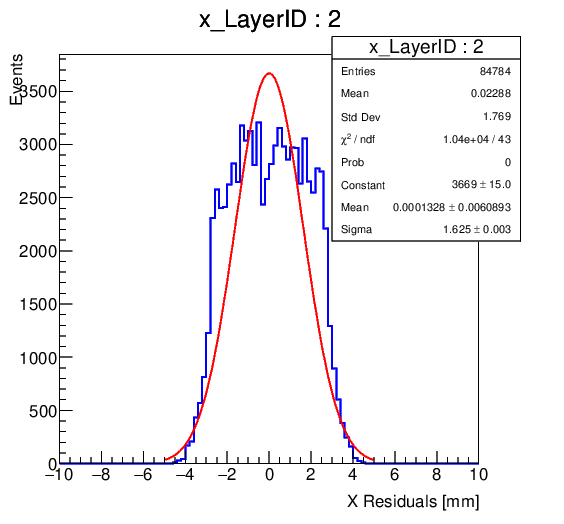 x_LayerID : 2
x_LayerID : 2
Entries 84784
Mean 0.02288
Std Dev 1.769
χ² / ndf 1.04e+04 / 43
Prob 0
Constant 3669 ± 15.0
Mean 0.0001328 ± 0.0060893
Sigma 1.625 ± 0.003
Events
3500
3000
2500
2000
1500
1000
500
0
−10 −8 −6 −4 −2 0 2 4 6 8 10
X Residuals [mm]